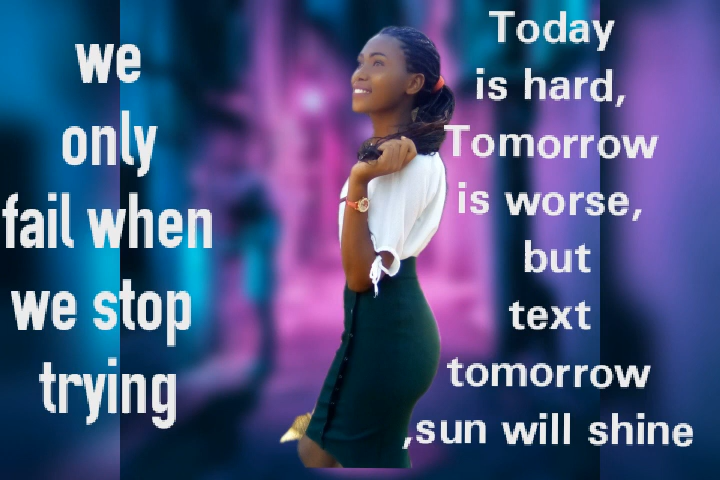 we
only
fail when
we stop
trying
Today
is hard,
Tomorrow
is worse,
but
text
tomorrow
,sun will shine